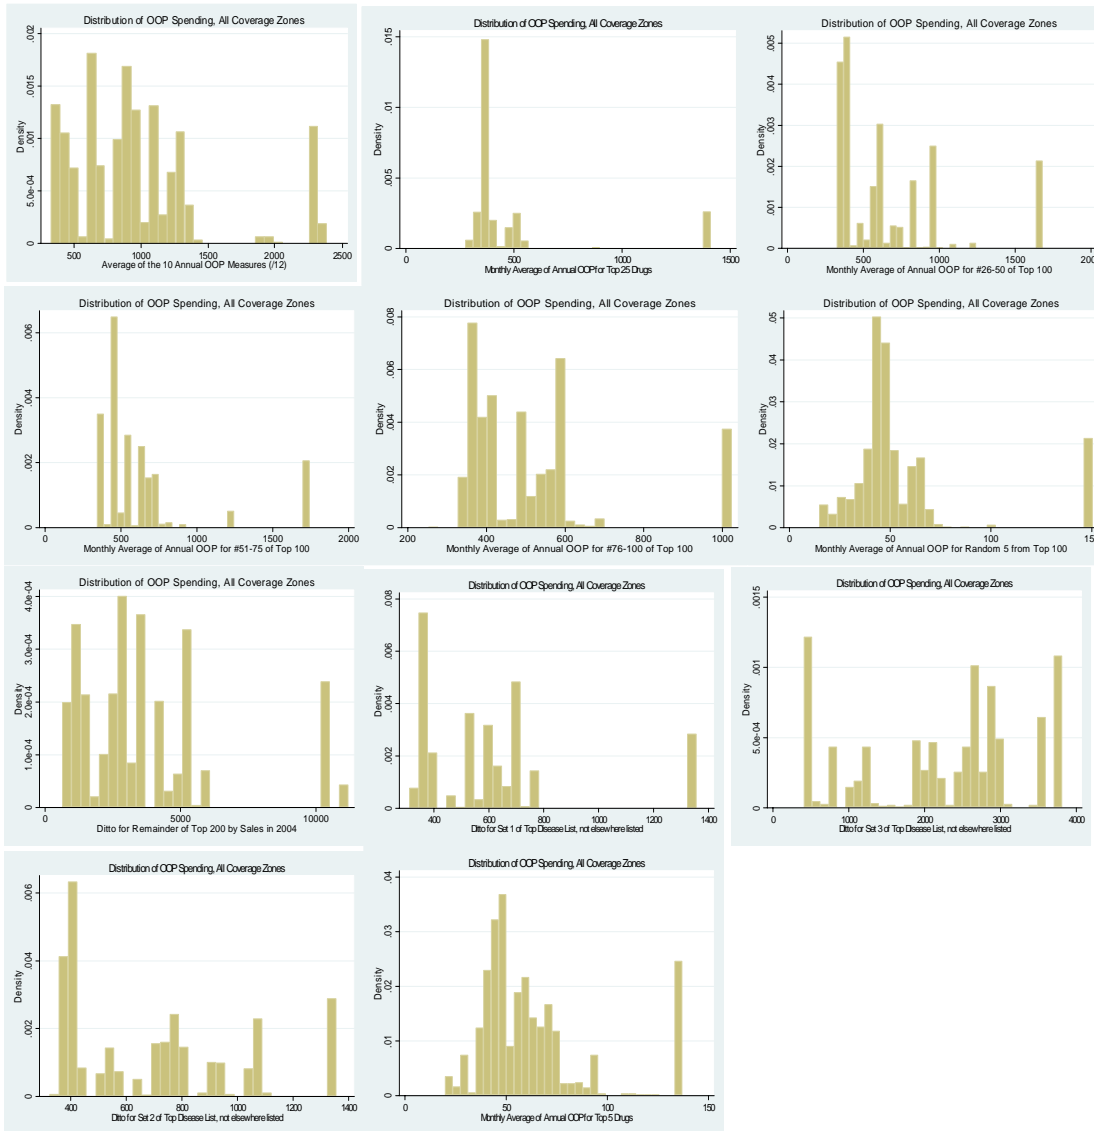 Distribution of OOP Spending, All Coverage Zones
.002
.0015
.001
5.0e-04
0
Density
500 1000 1500 2000 2500
Average of the 10 Annual OOP Measures (/12)
Distribution of OOP Spending, All Coverage Zones
.015
.01
.005
0
Density
0 500 1000 1500
Monthly Average of Annual OOP for Top 25 Drugs
Distribution of OOP Spending, All Coverage Zones
.005
.004
.003
.002
.001
0
Density
0 500 1000 1500 2000
Monthly Average of Annual OOP for #26-50 of Top 100
Distribution of OOP Spending, All Coverage Zones
.006
.004
.002
0
Density
0 500 1000 1500 2000
Monthly Average of Annual OOP for #51-75 of Top 100
Distribution of OOP Spending, All Coverage Zones
.008
.006
.004
.002
0
Density
200 400 600 800 1000
Monthly Average of Annual OOP for #76-100 of Top 100
Distribution of OOP Spending, All Coverage Zones
.05
.04
.03
.02
.01
0
Density
0 50 100 150
Monthly Average of Annual OOP for Random 5 from Top 100
Distribution of OOP Spending, All Coverage Zones
4.0e-04
3.0e-04
2.0e-04
1.0e-04
0
Density
0 5000 10000
Ditto for Remainder of Top 200 by Sales in 2004
Distribution of OOP Spending, All Coverage Zones
.008
.006
.004
.002
0
Density
400 600 800 1000 1200 1400
Ditto for Set 1 of Top Disease List, not elsewhere listed
Distribution of OOP Spending, All Coverage Zones
.0015
.001
5.0e-04
0
Density
0 1000 2000 3000 4000
Ditto for Set 3 of Top Disease List, not elsewhere listed
Distribution of OOP Spending, All Coverage Zones
.006
.004
.002
0
Density
400 600 800 1000 1200 1400
Ditto for Set 2 of Top Disease List, not elsewhere listed
Distribution of OOP Spending, All Coverage Zones
.04
.03
.02
.01
0
Density
0 50 100 150
Monthly Average of Annual OOP for Top 5 Drugs